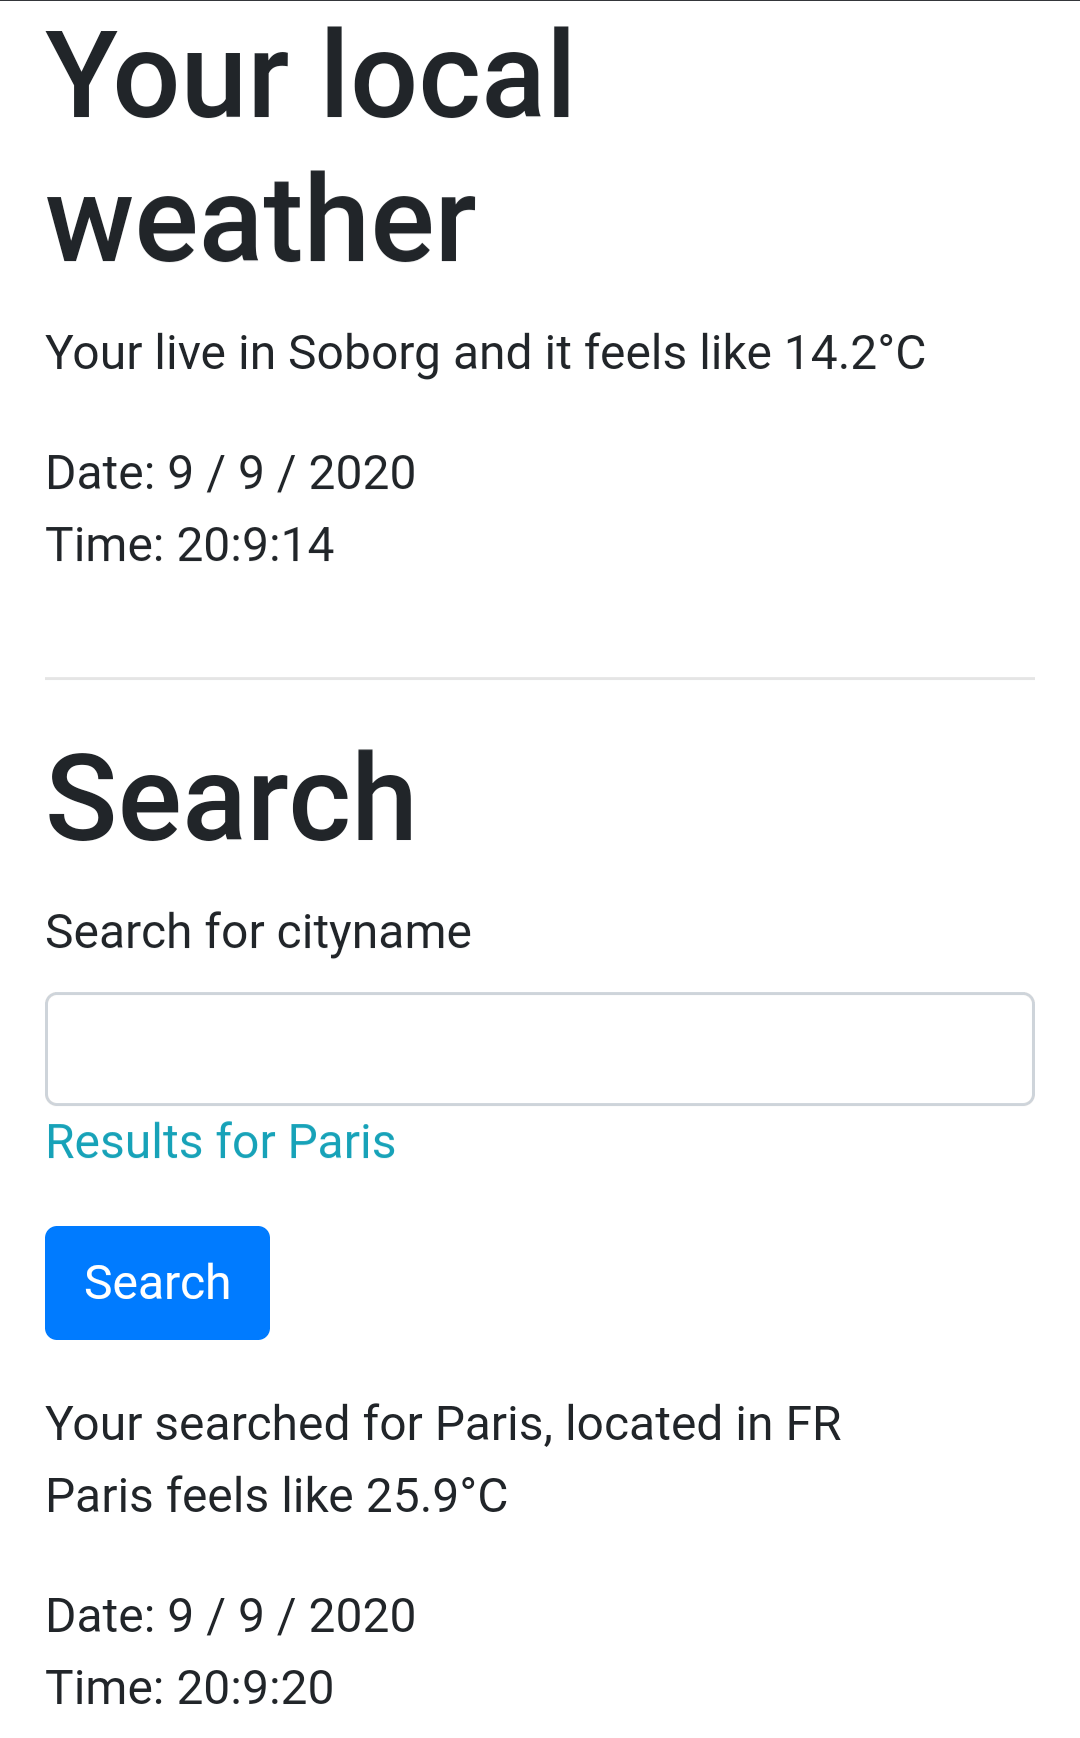 Your local
weather
Your live in Soborg and it feels like 14.2°C
Date: 9 / 9 / 2020
Time: 20:9:14
Search
Search for cityname
Results for Paris
Search
Your searched for Paris, located in FR
Paris feels like 25.9°C
Date: 9 / 9 / 2020
Time: 20:9:20